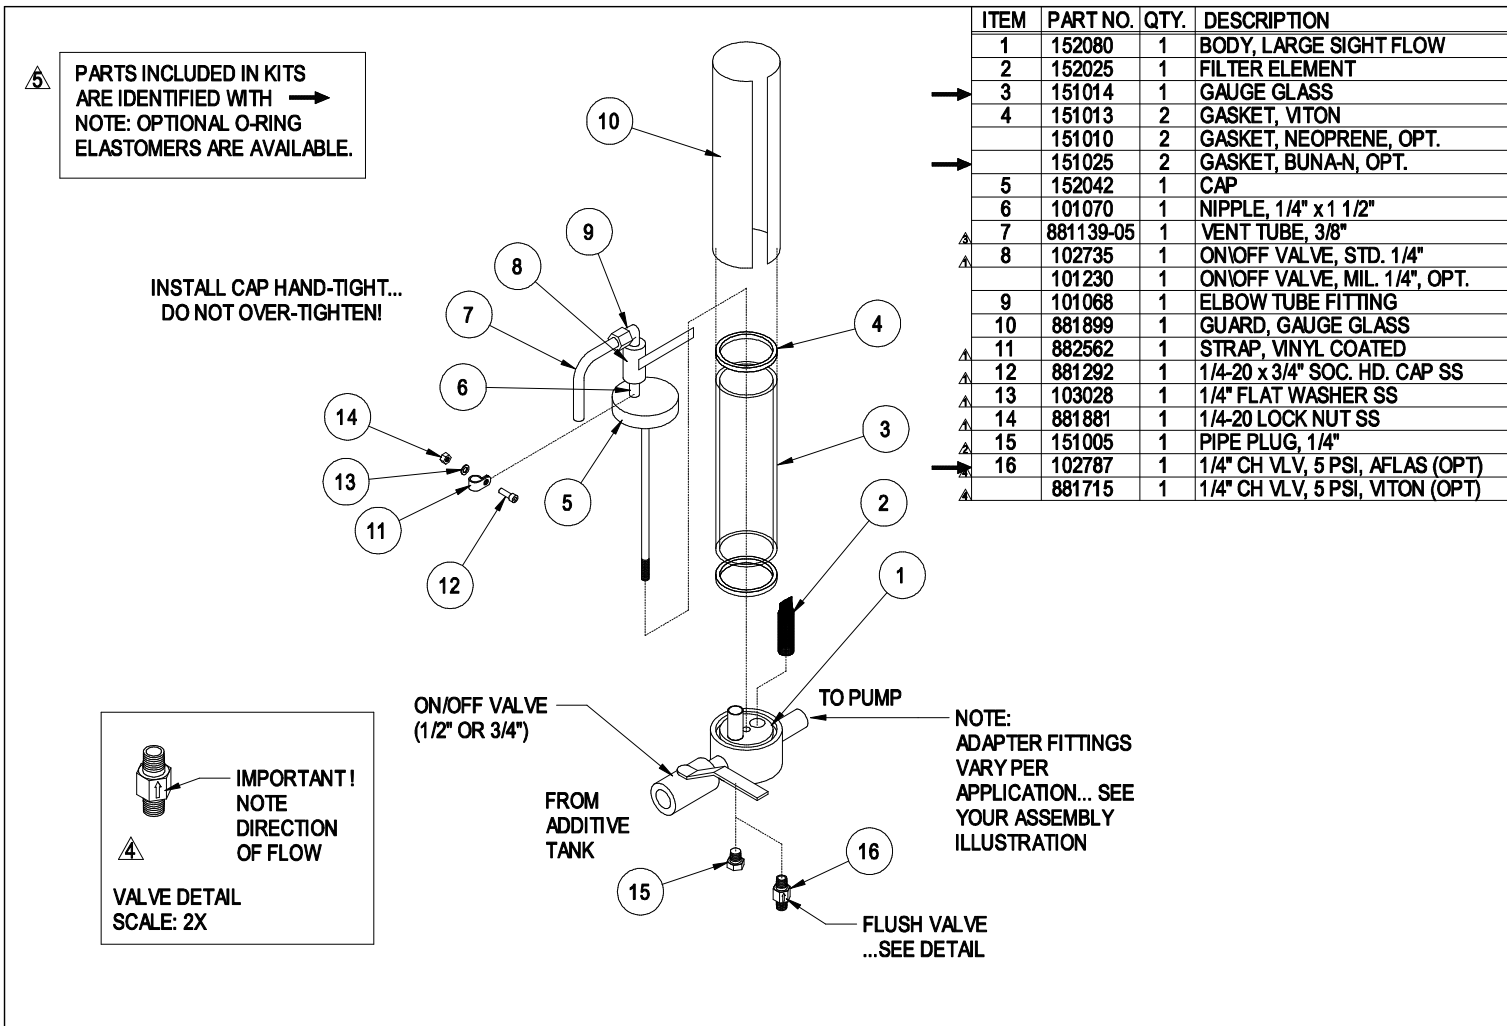 5
PARTS INCLUDED IN KITS
ARE IDENTIFIED WITH
NOTE: OPTIONAL O-RING
ELASTOMERS ARE AVAILABLE.
INSTALL CAP HAND-TIGHT...
DO NOT OVER-TIGHTEN!
ITEM PART NO. QTY. DESCRIPTION
1 152080 1 BODY, LARGE SIGHT FLOW
2 152025 1 FILTER ELEMENT
3 151014 1 GAUGE GLASS
4 151013 2 GASKET, VITON
151010 2 GASKET, NEOPRENE, OPT.
151025 2 GASKET, BUNA-N, OPT.
5 152042 1 CAP
6 101070 1 NIPPLE, 1/4" x 1 1/2"
3 7 881139-05 1 VENT TUBE, 3/8"
1 8 102735 1 ON\OFF VALVE, STD. 1/4"
101230 1 ON\OFF VALVE, MIL. 1/4", OPT.
9 101068 1 ELBOW TUBE FITTING
10 881899 1 GUARD, GAUGE GLASS
1 11 882562 1 STRAP, VINYL COATED
1 12 881292 1 1/4-20 x 3/4" SOC. HD. CAP SS
1 13 103028 1 1/4" FLAT WASHER SS
1 14 881881 1 1/4-20 LOCK NUT SS
2 15 151005 1 PIPE PLUG, 1/4"
16 102787 1 1/4" CH VLV, 5 PSI, AFLAS (OPT)
4 881715 1 1/4" CH VLV, 5 PSI, VITON (OPT)
10
9
8
7
6
4
3
14
13
11
12
5
2
1
ON/OFF VALVE
(1/2" OR 3/4")
TO PUMP
NOTE:
ADAPTER FITTINGS
VARY PER
APPLICATION... SEE
YOUR ASSEMBLY
ILLUSTRATION
FROM
ADDITIVE
TANK
15
16
FLUSH VALVE
...SEE DETAIL
IMPORTANT !
NOTE
DIRECTION
OF FLOW
4
VALVE DETAIL
SCALE: 2X